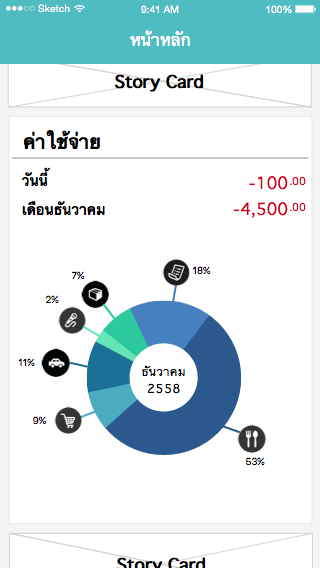 Sketch 9:41 AM 100%
หน้าหลัก
Story Card
ค่าใช้จ่าย
วันนี้ -100.00
เดือนธันวาคม -4,500.00
18%
7%
2%
11%
ธันวาคม
2558
9%
53%
Story Card